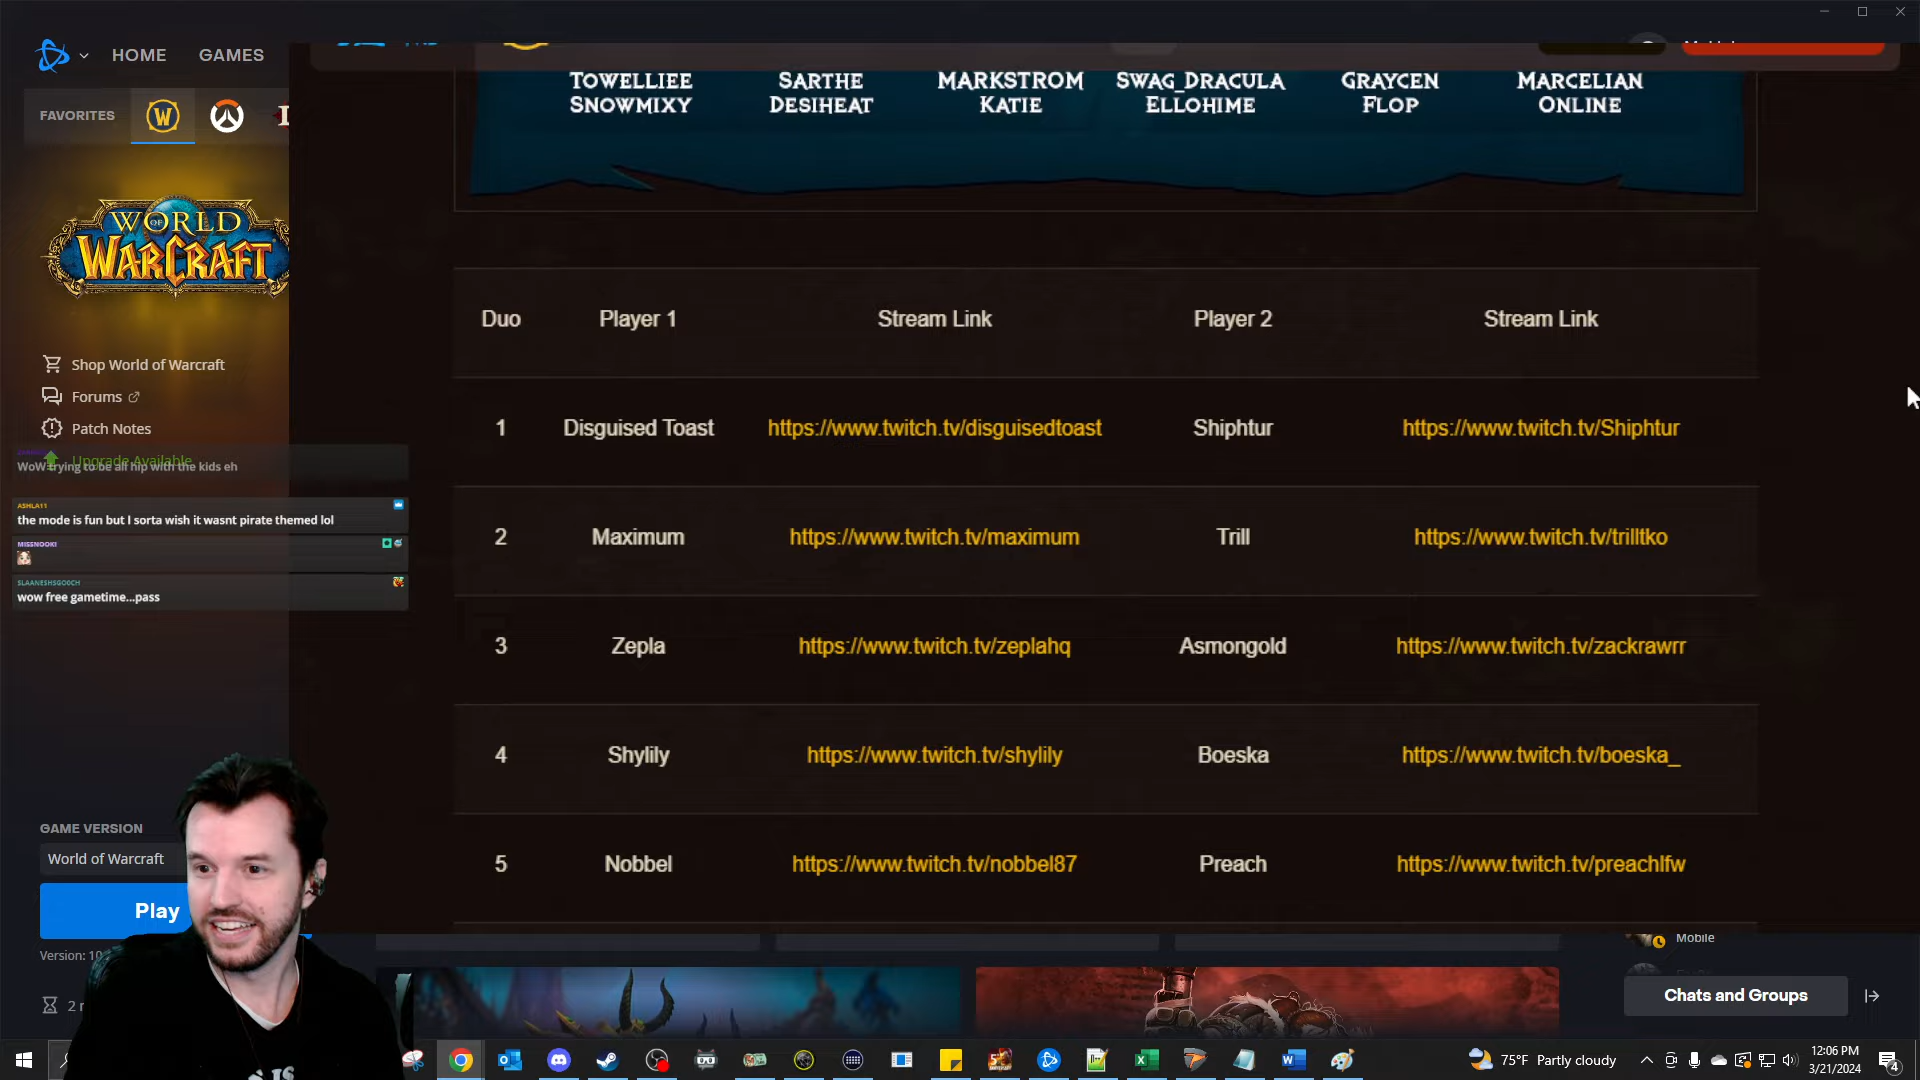 HOME
GAMES
FAVORITES
WORLD
OF
WARCRAFT
Shop World of Warcraft
Forums
Patch Notes
Upgrade Available
WoW trying to be all hip with the kids eh
ASHLA11
the mode is fun but I sorta wish it wasnt pirate themed lol
MISSNOOKI
SLAANESHSGOOCH
wow free gametime...pass
GAME VERSION
World of Warcraft
Play
Version: 10.
TOWELLIEE
SNOWMIXY
SARTHE
DESIHEAT
MARKSTROM
KATIE
SWAG_DRACULA
ELLOHIME
GRAYCEN
FLOP
MARCELIAN
ONLINE
Duo Player 1 Stream Link Player 2 Stream Link
1 Disguised Toast https://www.twitch.tv/disguisedtoast Shiphtur https://www.twitch.tv/Shiphtur
2 Maximum https://www.twitch.tv/maximum Trill https://www.twitch.tv/trilltko
3 Zepla https://www.twitch.tv/zeplahq Asmongold https://www.twitch.tv/zackrawrr
4 Shylily https://www.twitch.tv/shylily Boeska https://www.twitch.tv/boeska_
5 Nobbel https://www.twitch.tv/nobbel87 Preach https://www.twitch.tv/preachlfw
Mobile
Chats and Groups
75°F Partly cloudy
12:06 PM
3/21/2024
4